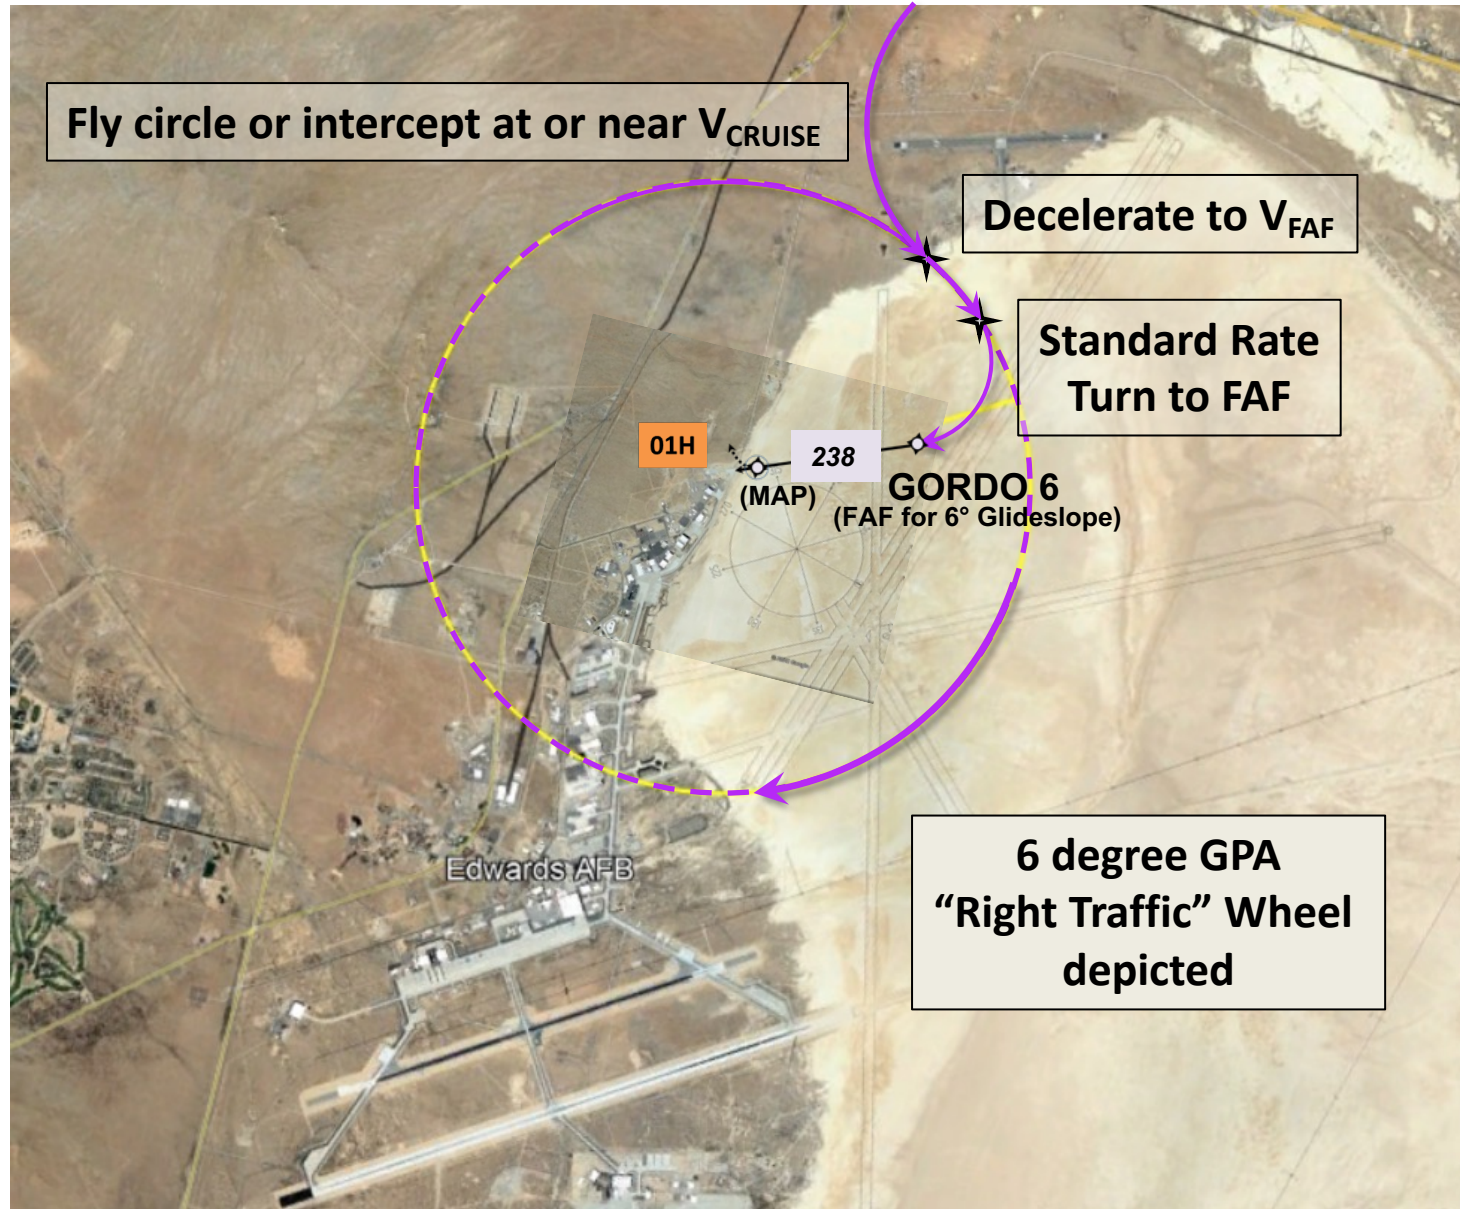 Fly circle or intercept at or near VCRUISE
Decelerate to VFAF
Standard Rate
Turn to FAF
01H
238
(MAP)
GORDO 6
(FAF for 6° Glideslope)
Edwards AFB
6 degree GPA
“Right Traffic” Wheel
depicted